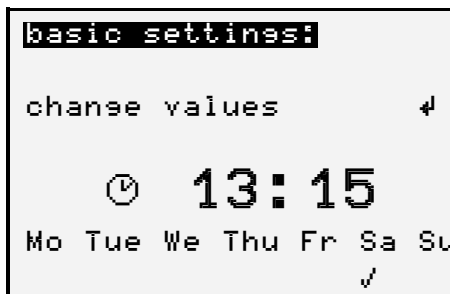 basic settings:
change values ↲
13:15
Mo Tue We Thu Fr Sa Su
✓